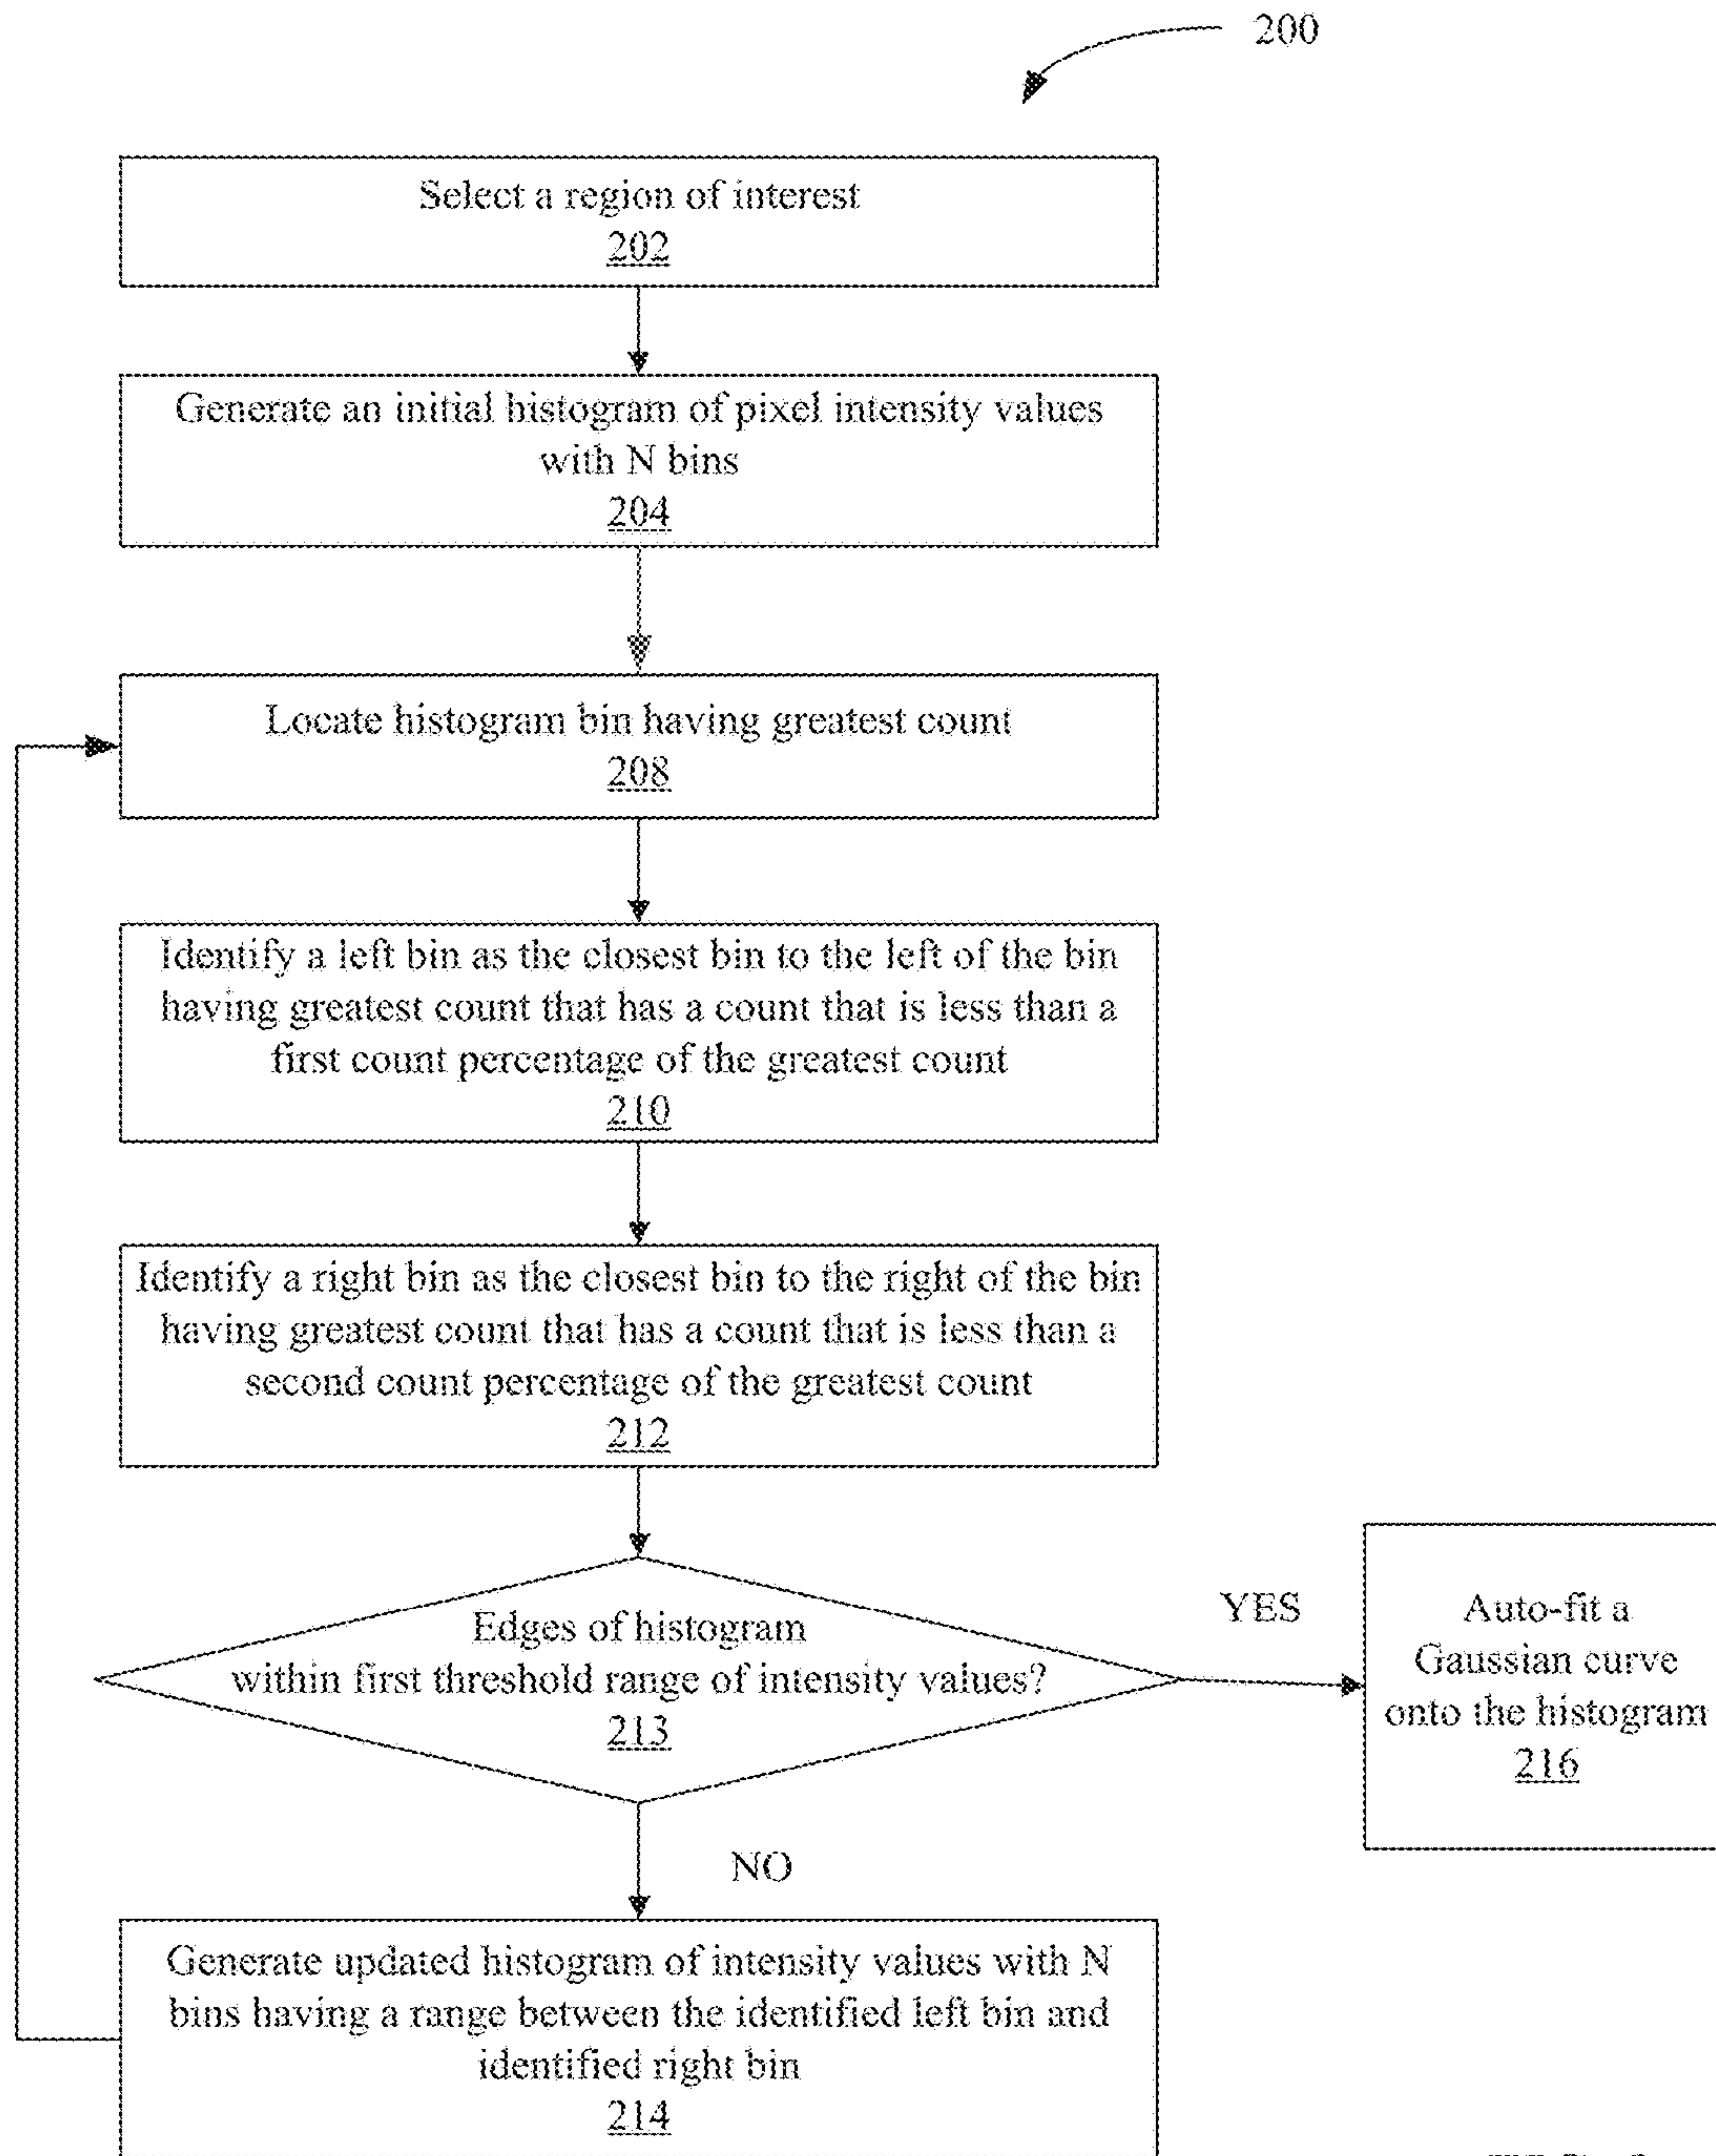 200
Select a region of interest
202
Generate an initial histogram of pixel intensity values
with N bins
204
Locate histogram bin having greatest count
208
Identify a left bin as the closest bin to the left of the bin
having greatest count that has a count that is less than a
first count percentage of the greatest count
210
Identify a right bin as the closest bin to the right of the bin
having greatest count that has a count that is less than a
second count percentage of the greatest count
212
Edges of histogram
within first threshold range of intensity values?
213
YES
Auto-fit a
Gaussian curve
onto the histogram
216
NO
Generate updated histogram of intensity values with N
bins having a range between the identified left bin and
identified right bin
214